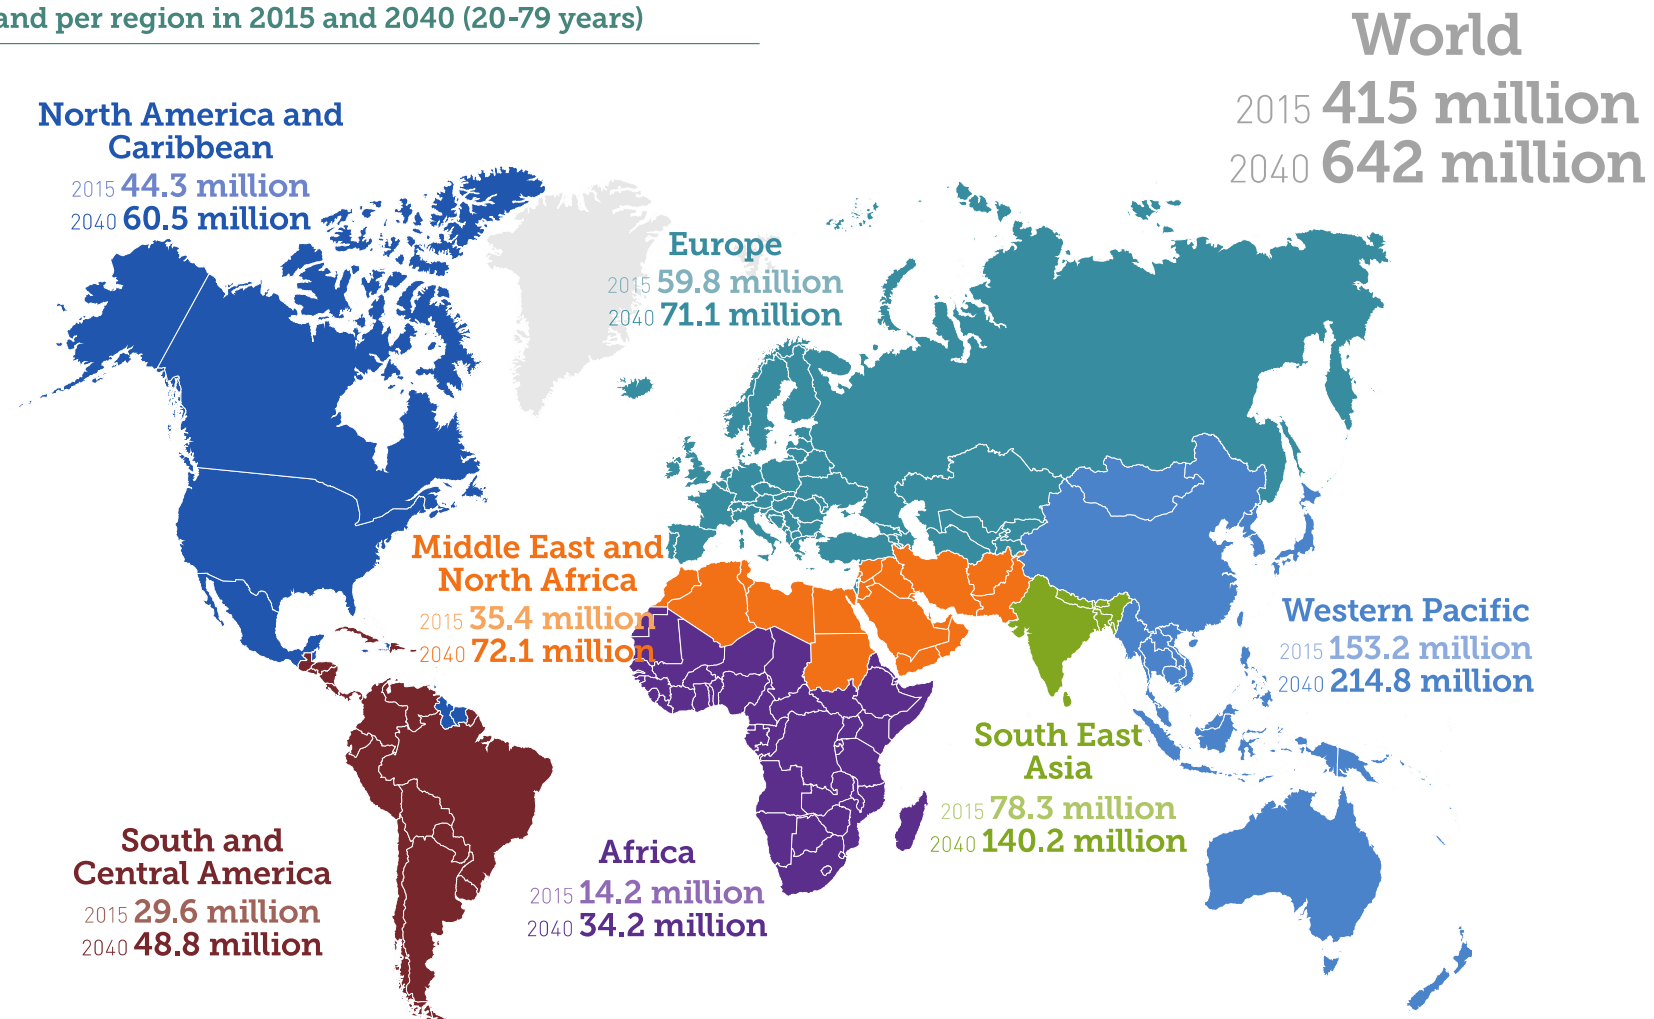 and per region in 2015 and 2040 (20-79 years)
World
2015 415 million
2040 642 million
North America and
Caribbean
2015 44.3 million
2040 60.5 million
Europe
2015 59.8 million
2040 71.1 million
Middle East and
North Africa
2015 35.4 million
2040 72.1 million
Western Pacific
2015 153.2 million
2040 214.8 million
South East
Asia
2015 78.3 million
2040 140.2 million
South and
Central America
2015 29.6 million
2040 48.8 million
Africa
2015 14.2 million
2040 34.2 million